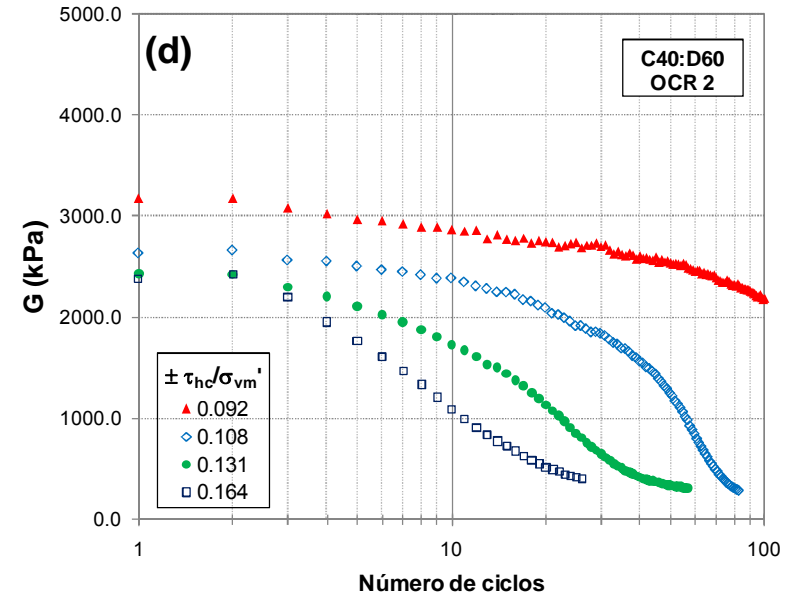 5000.0
(d)
C40:D60
OCR 2
4000.0
3000.0
G (kPa)
2000.0
± τhc/σvm'
0.092
1000.0
0.108
0.131
0.164
0.0
1
10
100
Número de ciclos